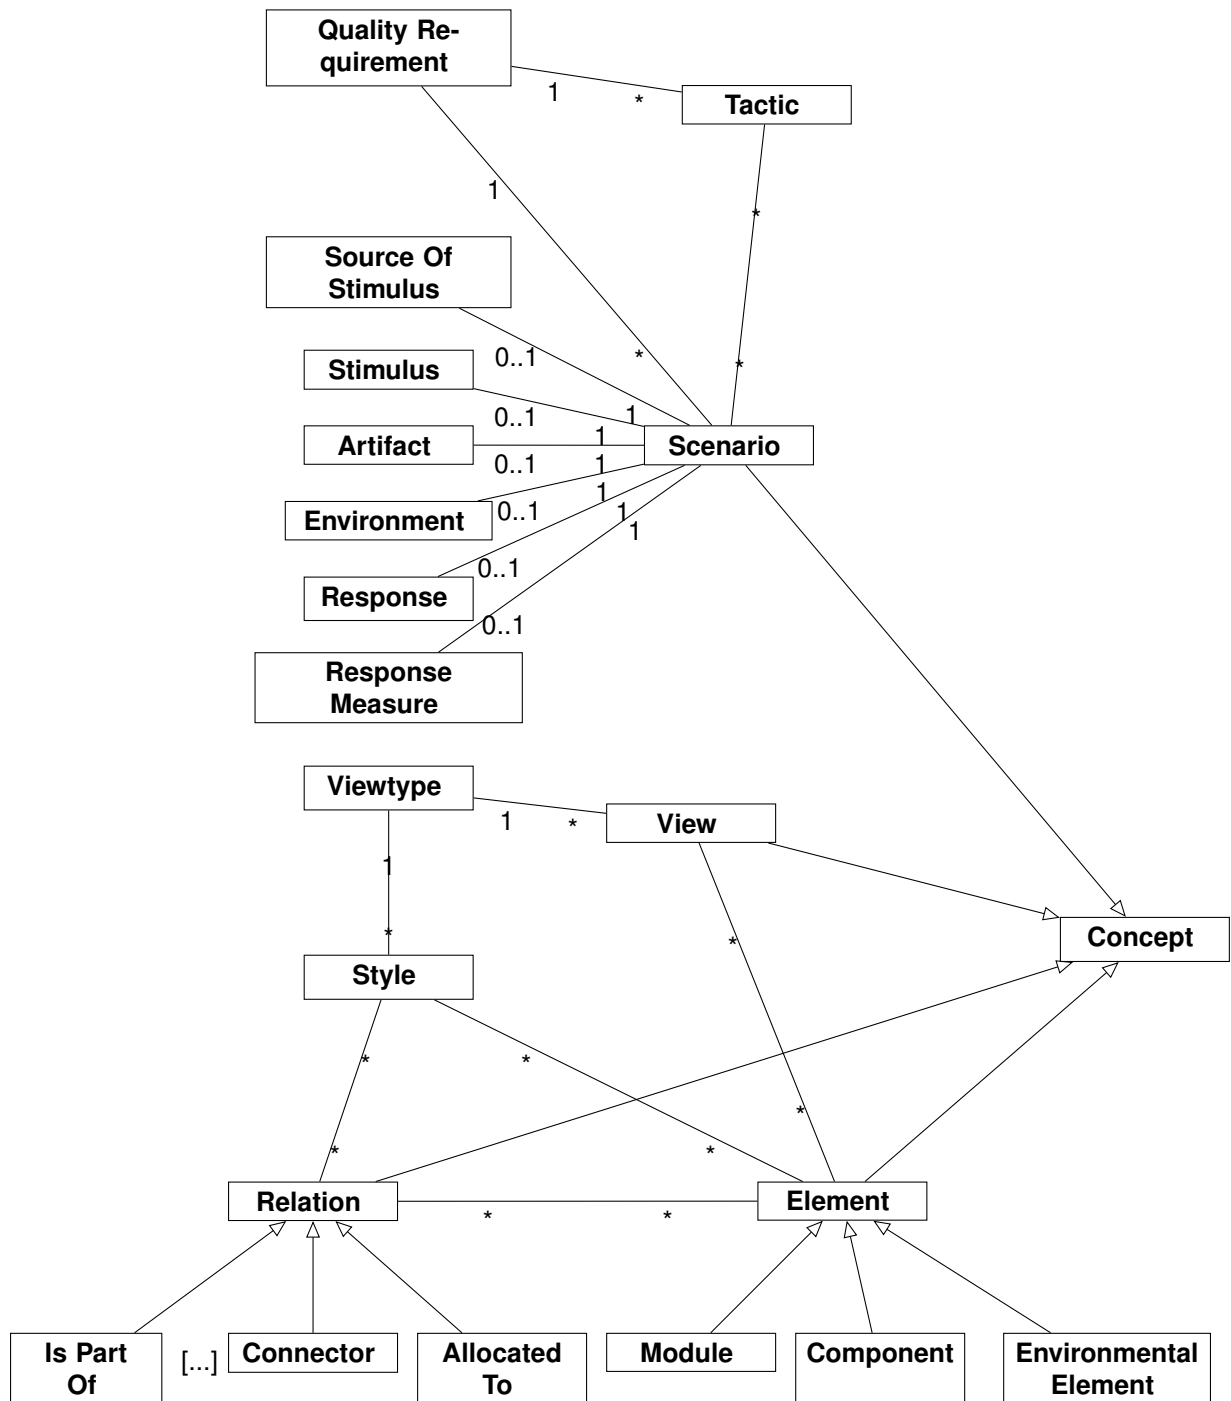 Quality Re-
quirement
1
*
Tactic
1
*
Source Of
Stimulus
0..1
*
*
Stimulus
0..1
1
Artifact
1
Scenario
0..1
1
Environment
0..1
1
1
1
Response
0..1
0..1
Response
Measure
Viewtype
1
*
View
1
*
*
Concept
Style
*
*
*
*
*
Relation
*
*
Element
Is Part
Of
[...]
Connector
Allocated
To
Module
Component
Environmental
Element